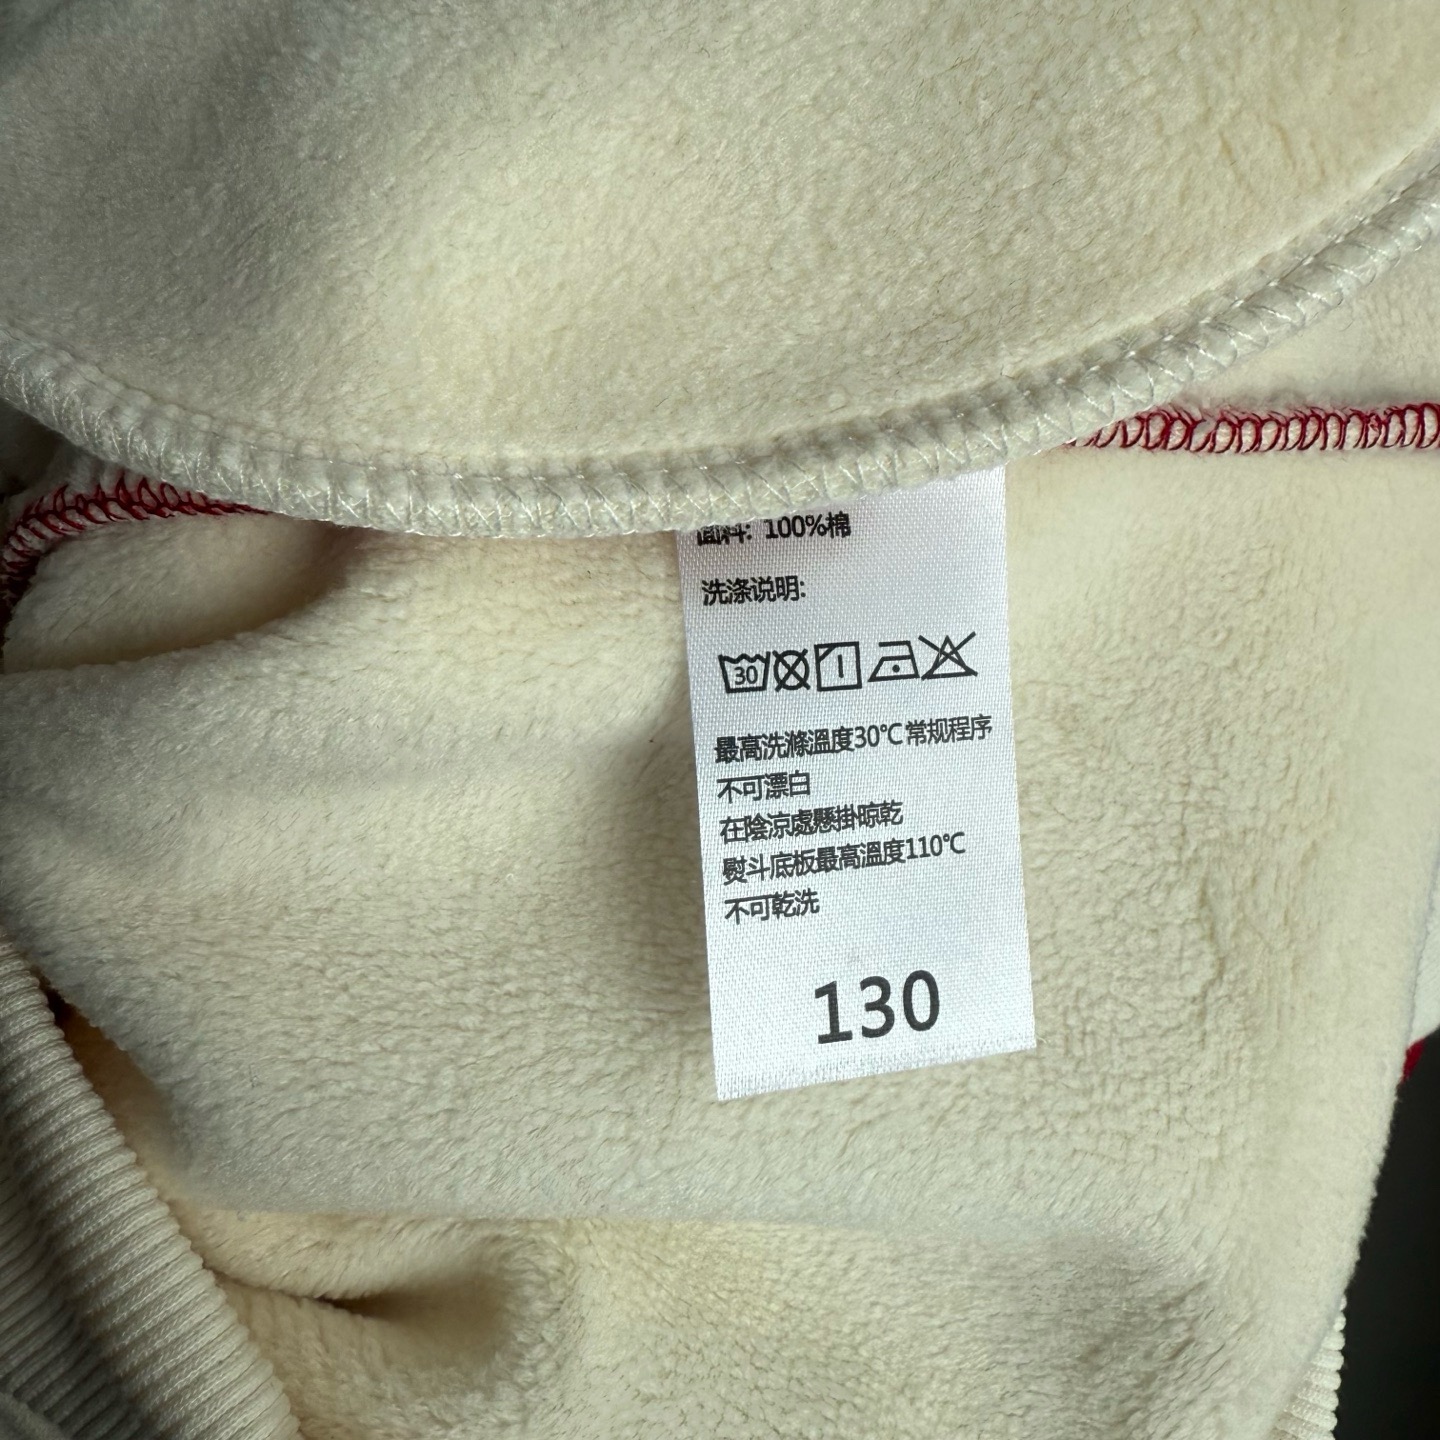 面料: 100%棉
洗涤说明:
30
最高洗滌溫度30℃常规程序
不可漂白
在陰涼處懸掛晾乾
熨斗底板最高溫度110℃
不可乾洗
130